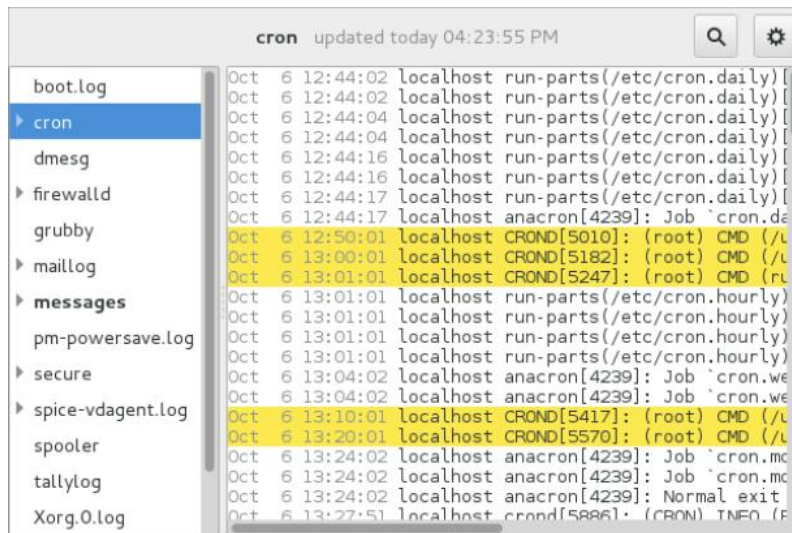 cron updated today 04:23:55 PM
boot.log
cron
dmesg
firewalld
grubby
maillog
messages
pm-powersave.log
secure
spice-vdagent.log
spooler
tallylog
Xorg.0.log
Oct 6 12:44:02 localhost run-parts(/etc/cron.daily)[
Oct 6 12:44:02 localhost run-parts(/etc/cron.daily)[
Oct 6 12:44:04 localhost run-parts(/etc/cron.daily)[
Oct 6 12:44:04 localhost run-parts(/etc/cron.daily)[
Oct 6 12:44:16 localhost run-parts(/etc/cron.daily)[
Oct 6 12:44:16 localhost run-parts(/etc/cron.daily)[
Oct 6 12:44:17 localhost run-parts(/etc/cron.daily)[
Oct 6 12:44:17 localhost anacron[4239]: Job `cron.da
Oct 6 12:50:01 localhost CROND[5010]: (root) CMD (/u
Oct 6 13:00:01 localhost CROND[5182]: (root) CMD (/u
Oct 6 13:01:01 localhost CROND[5247]: (root) CMD (ru
Oct 6 13:01:01 localhost run-parts(/etc/cron.hourly)
Oct 6 13:01:01 localhost run-parts(/etc/cron.hourly)
Oct 6 13:01:01 localhost run-parts(/etc/cron.hourly)
Oct 6 13:01:01 localhost run-parts(/etc/cron.hourly)
Oct 6 13:04:02 localhost anacron[4239]: Job `cron.we
Oct 6 13:04:02 localhost anacron[4239]: Job `cron.we
Oct 6 13:10:01 localhost CROND[5417]: (root) CMD (/u
Oct 6 13:20:01 localhost CROND[5570]: (root) CMD (/u
Oct 6 13:24:02 localhost anacron[4239]: Job `cron.mo
Oct 6 13:24:02 localhost anacron[4239]: Job `cron.mo
Oct 6 13:24:02 localhost anacron[4239]: Normal exit
Oct 6 13:27:51 localhost crond[5886]: (CRON) INFO (R